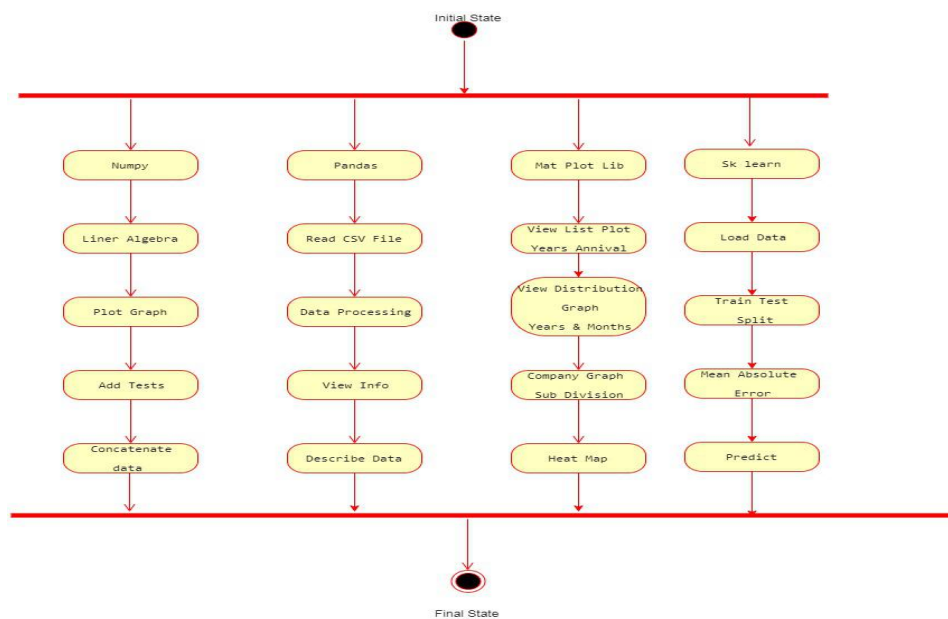 Initial State
Numpy
Pandas
Mat Plot Lib
Sk learn
Liner Algebra
Read CSV File
View List Plot
Years Annival
Load Data
Plot Graph
Data Processing
View Distribution
Graph
Years & Months
Train Test
Split
Add Tests
View Info
Company Graph
Sub Division
Mean Absolute
Error
Concatenate
data
Describe Data
Heat Map
Predict
Final State